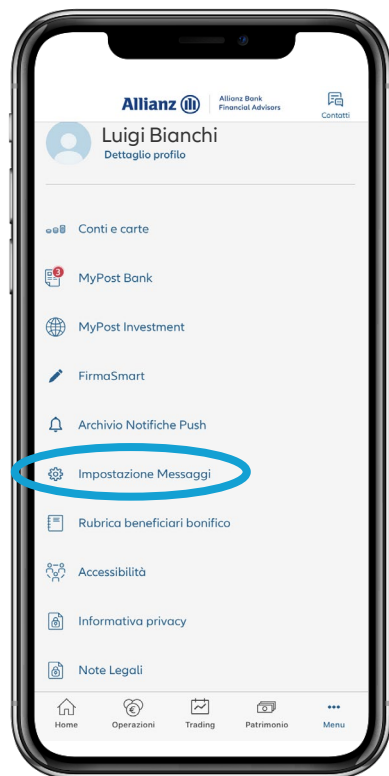 Allianz
Allianz Bank
Financial Advisors
Contatti
Luigi Bianchi
Dettaglio profilo
Conti e carte
3
MyPost Bank
MyPost Investment
FirmaSmart
Archivio Notifiche Push
Impostazione Messaggi
Rubrica beneficiari bonifico
Accessibilità
Informativa privacy
Note Legali
Home Operazioni Trading Patrimonio Menu